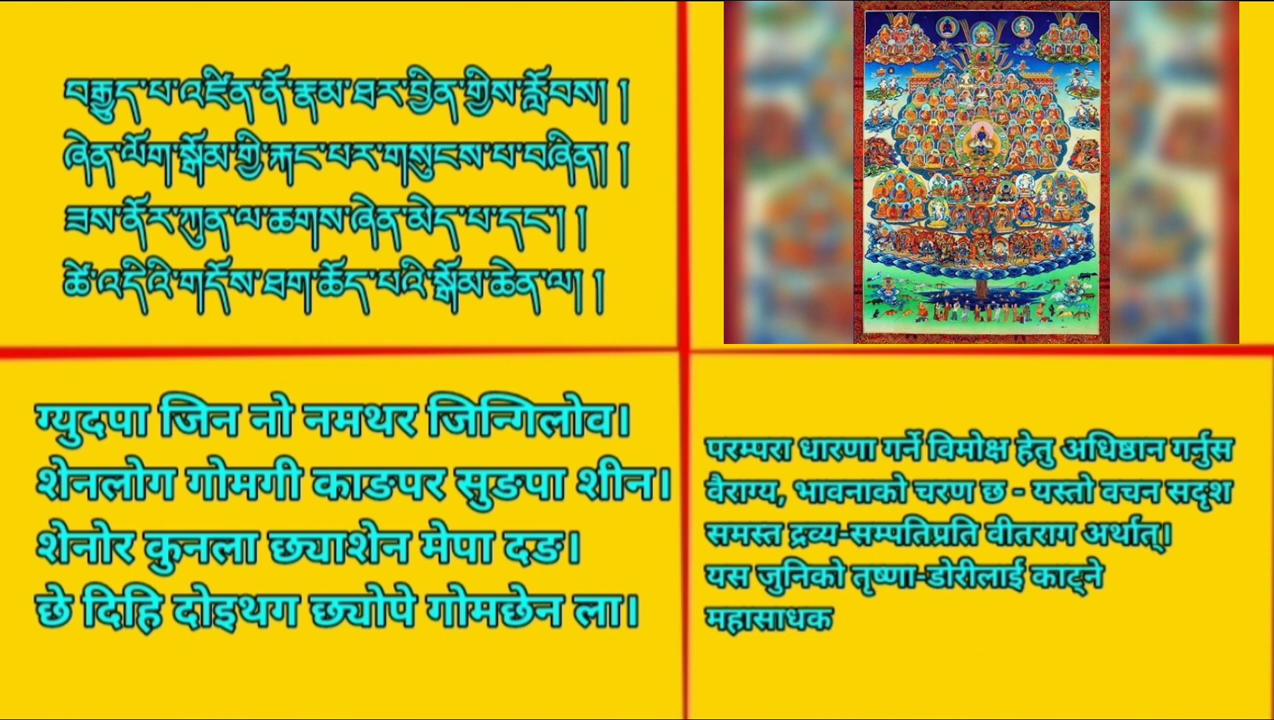 བརྒྱུད་པ་འཛིན་ནོ་རྣམ་ཐར་བྱིན་གྱིས་རློབས། །
ཞེན་ལོག་སྒོམ་གྱི་རྐང་པར་གསུངས་པ་བཞིན། །
ཟས་ནོར་ཀུན་ལ་ཆགས་ཞེན་མེད་པ་དང་། །
ཚེ་འདིའི་གདོས་ཐག་ཆོད་པའི་སྒོམ་ཆེན་ལ། །
ग्युदपा जिन नो नमथर जिन्गिलोव।
शेनलोग गोमगी काङपर सुङपा शीन।
शेनोर कुनला छ्याशेन मेपा दङ।
छे दिहि दोइथग छ्योपे गोमछेन ला।
परम्परा धारणा गर्ने विमोक्ष हेतु अधिष्ठान गर्नुस
वैराग्य, भावनाको चरण छ - यस्तो वचन सदृश
समस्त द्रव्य-सम्पतिप्रति वीतराग अर्थात्।
यस जुनिको तृष्णा-डोरीलाई काट्ने
महासाधक